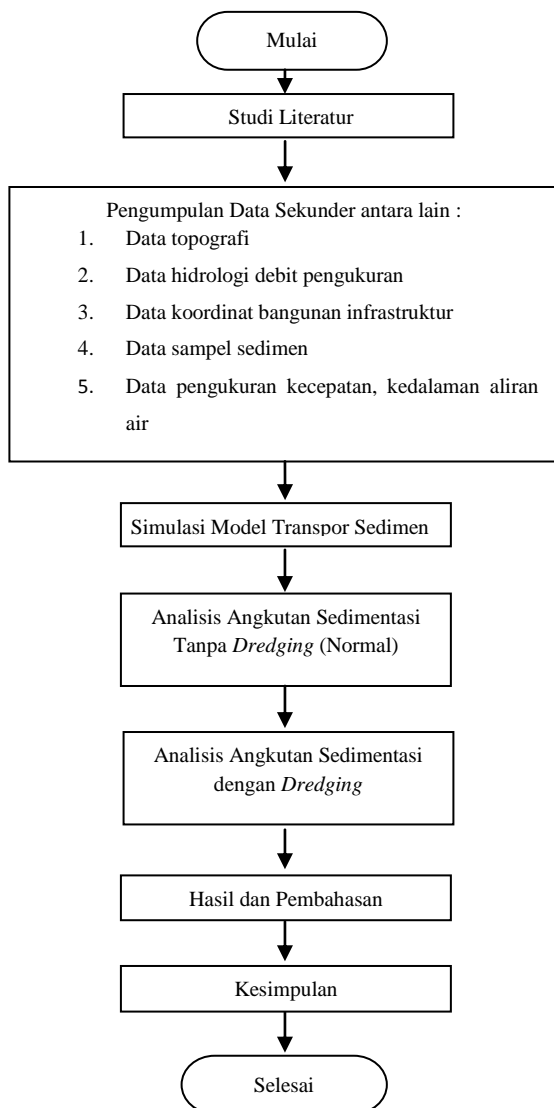 Mulai
Studi Literatur
Pengumpulan Data Sekunder antara lain :
1. Data topografi
2. Data hidrologi debit pengukuran
3. Data koordinat bangunan infrastruktur
4. Data sampel sedimen
5. Data pengukuran kecepatan, kedalaman aliran
air
Simulasi Model Transpor Sedimen
Analisis Angkutan Sedimentasi
Tanpa Dredging (Normal)
Analisis Angkutan Sedimentasi
dengan Dredging
Hasil dan Pembahasan
Kesimpulan
Selesai